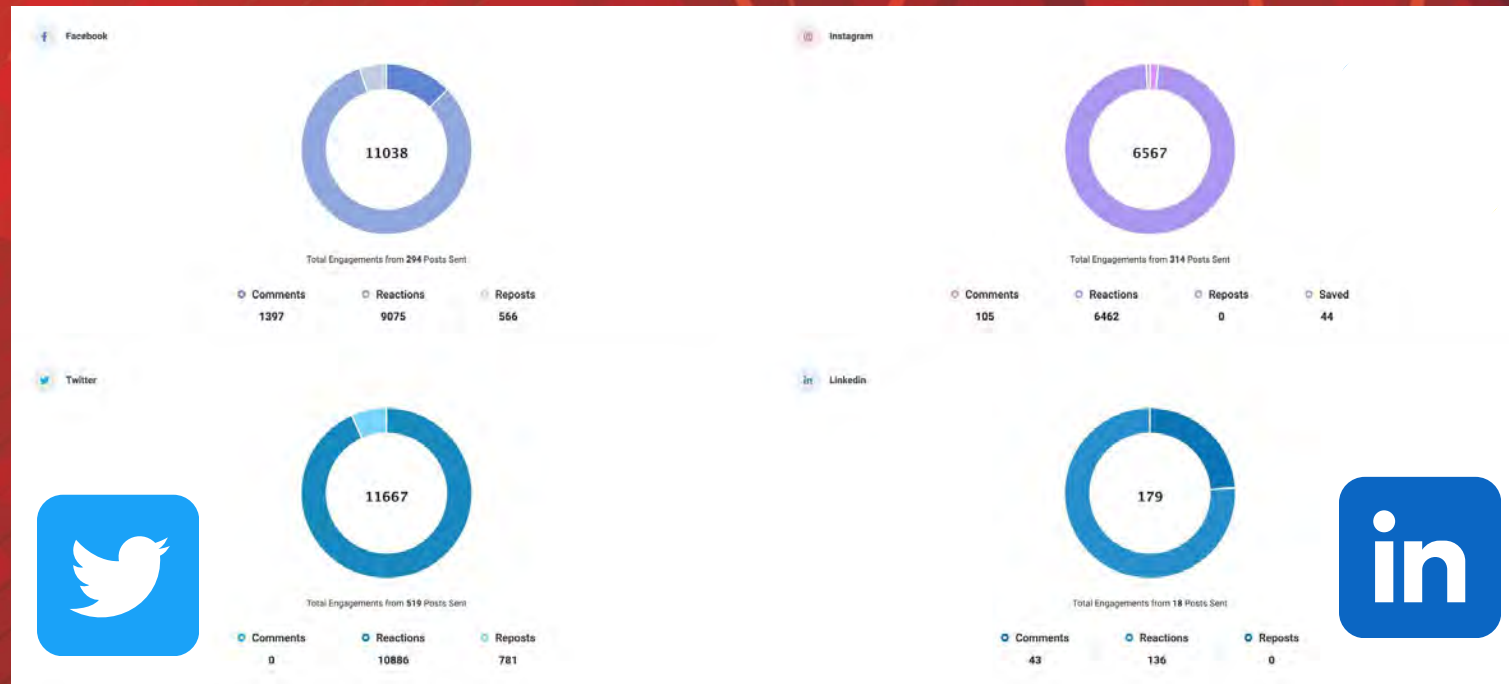 Facebook
11038
Total Engagements from 294 Posts Sent
Comments Reactions Reposts
1397 9075 566
Instagram
6567
Total Engagements from 314 Posts Sent
Comments Reactions Reposts Saved
105 6462 0 44
Twitter
11667
Total Engagements from 519 Posts Sent
Comments Reactions Reposts
0 10886 781
in Linkedin
179
Total Engagements from 18 Posts Sent
Comments Reactions Reposts
43 136 0
in